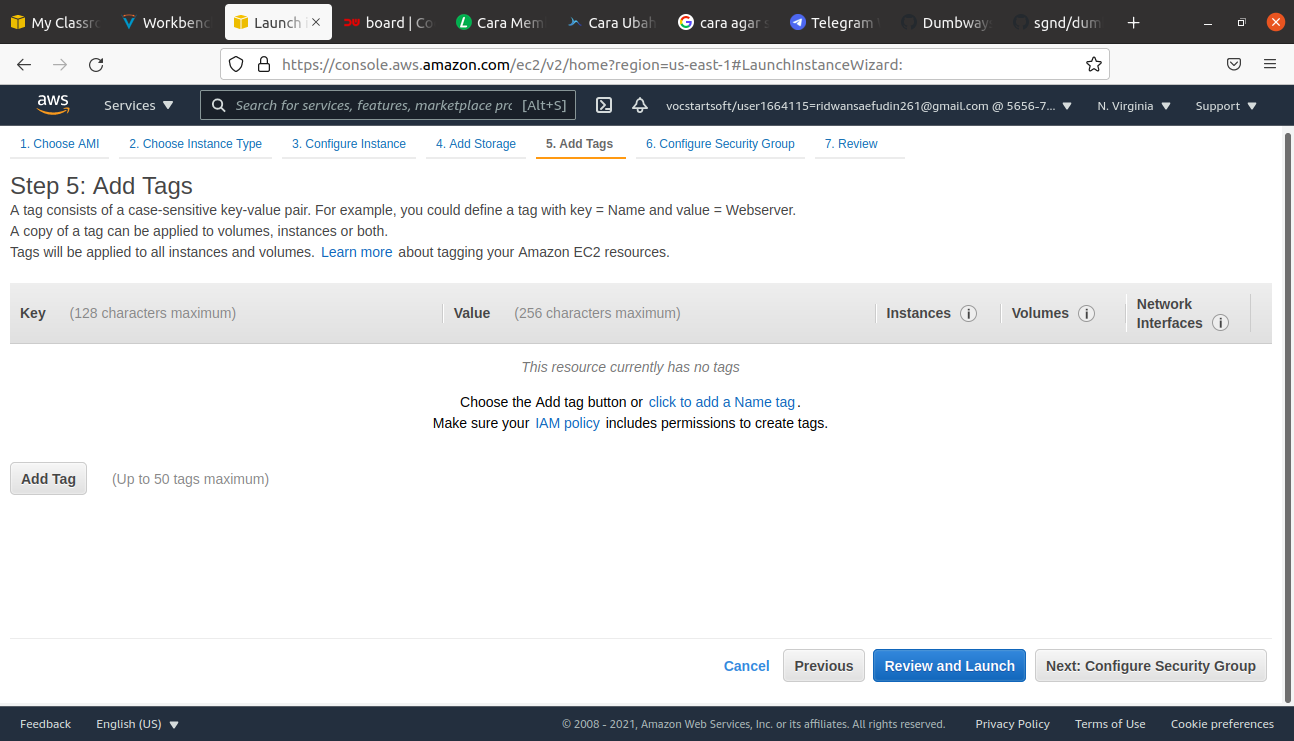 My Classro
Workbenc
Launch i
board | Co
Cara Mem
Cara Ubah
cara agar s
Telegram W
Dumbways
sgnd/dum
https://console.aws.amazon.com/ec2/v2/home?region=us-east-1#LaunchInstanceWizard:
aws Services Search for services, features, marketplace prc [Alt+S] vocstartsoft/user1664115=ridwansaefudin261@gmail.com @ 5656-7... N. Virginia Support
1. Choose AMI 2. Choose Instance Type 3. Configure Instance 4. Add Storage 5. Add Tags 6. Configure Security Group 7. Review
Step 5: Add Tags
A tag consists of a case-sensitive key-value pair. For example, you could define a tag with key = Name and value = Webserver.
A copy of a tag can be applied to volumes, instances or both.
Tags will be applied to all instances and volumes. Learn more about tagging your Amazon EC2 resources.
Key (128 characters maximum) Value (256 characters maximum) Instances Volumes Network
Interfaces
This resource currently has no tags
Choose the Add tag button or click to add a Name tag.
Make sure your IAM policy includes permissions to create tags.
Add Tag (Up to 50 tags maximum)
Cancel Previous Review and Launch Next: Configure Security Group
Feedback English (US) © 2008 - 2021, Amazon Web Services, Inc. or its affiliates. All rights reserved. Privacy Policy Terms of Use Cookie preferences